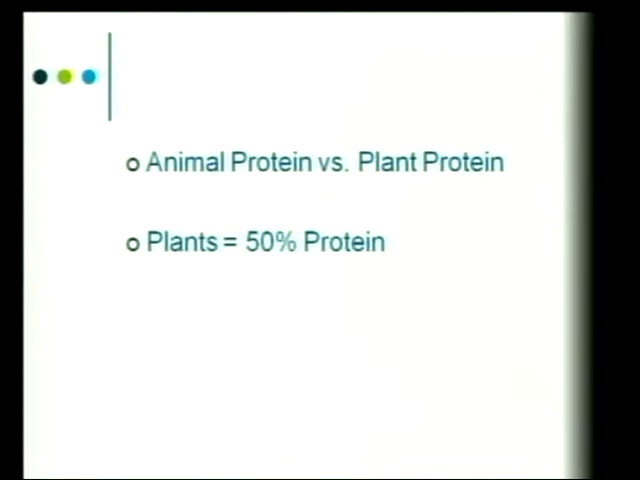 Animal Protein vs. Plant Protein
Plants = 50% Protein